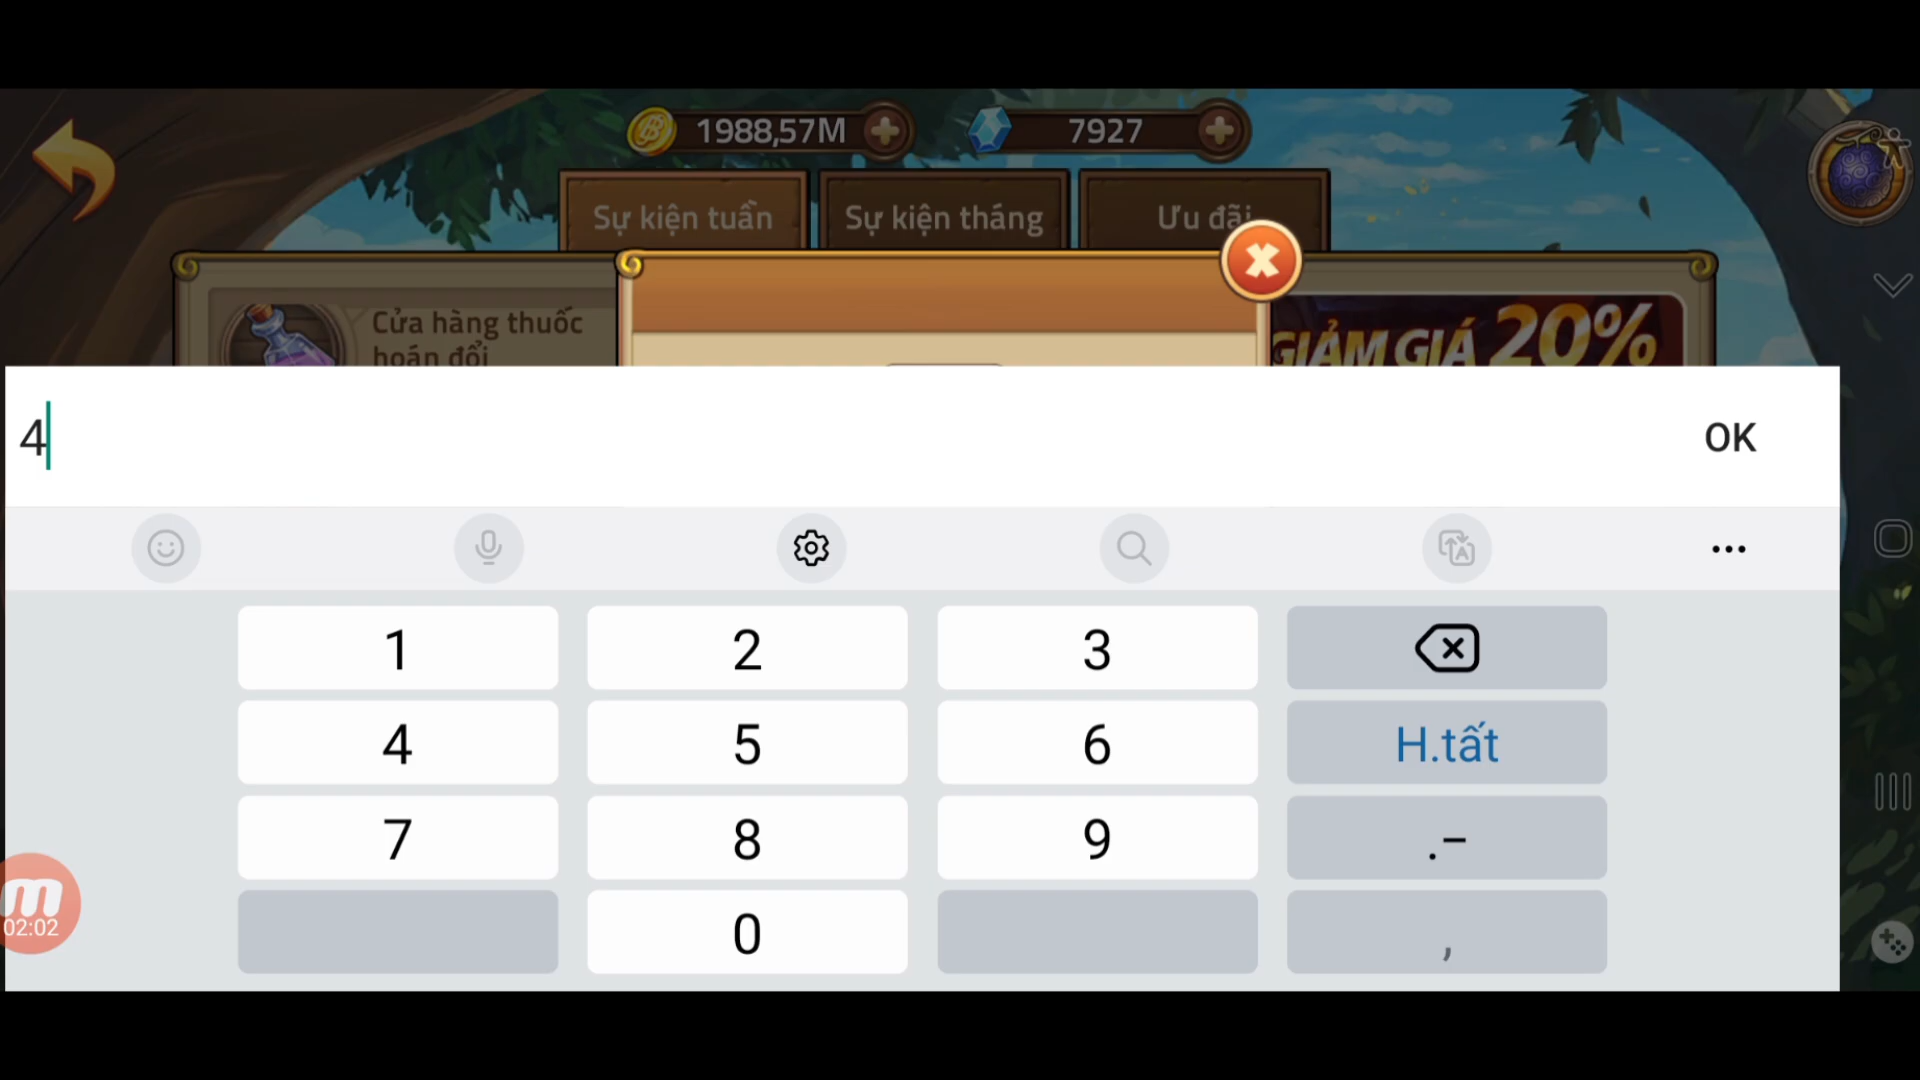 1988,57M
7927
Sự kiện tuần
Sự kiện tháng
Ưu đãi
Cửa hàng thuốc
hoán đổi
GIẢM GIÁ 20%
4
OK
1
2
3
4
5
6
H.tất
7
8
9
.–
0
,
02:02